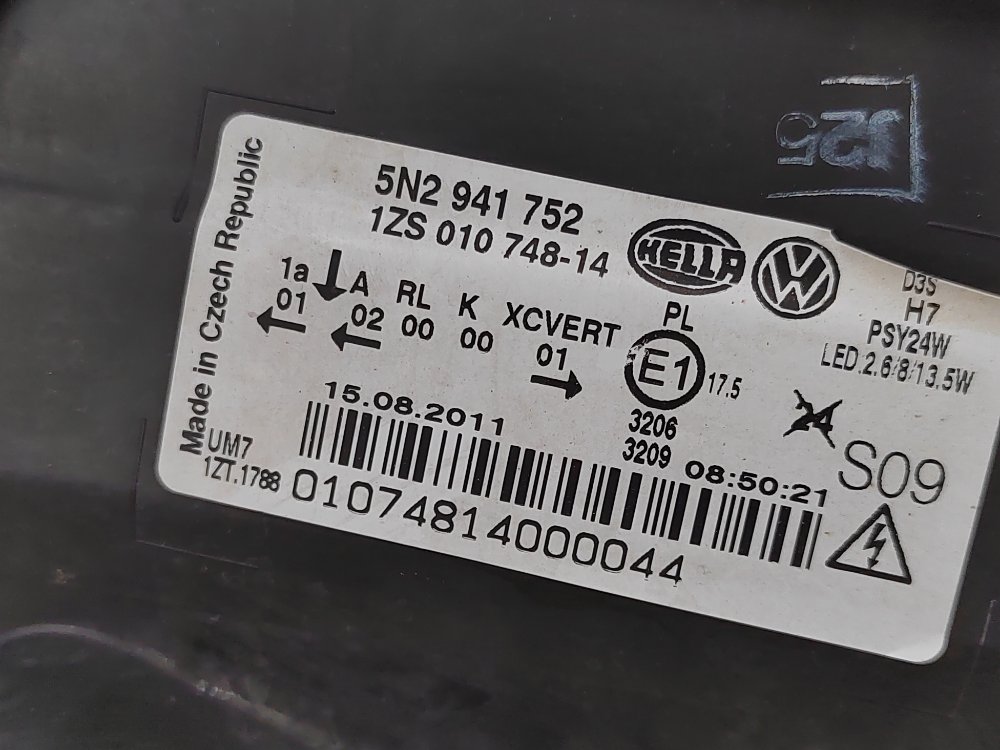 125
5N2 941 752
1ZS 010 748-14
HELLA
VW
D3S
H7
PSY24W
LED.2.6/8/13.5W
Made in Czech Republic
1a A RL K XCVERT PL
01 02 00 00 01
E1 17.5
3206
3209
24
S09
15.08.2011
08:50:21
UM7
1ZT.1788
01074814000044